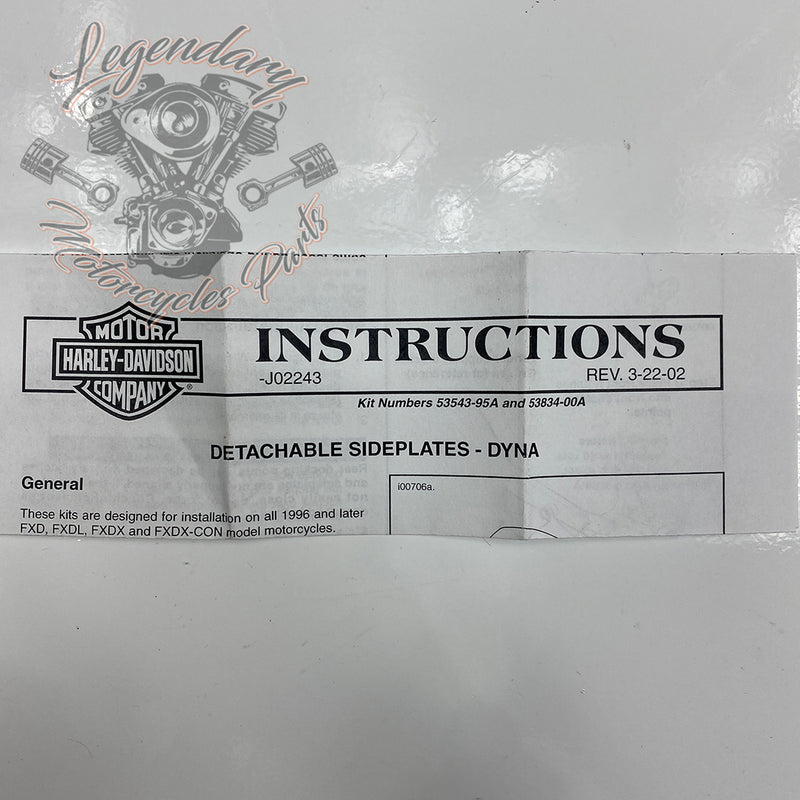 Legendary
Motorcycles Parts
MOTOR
HARLEY-DAVIDSON
COMPANY
®
INSTRUCTIONS
-J02243
REV. 3-22-02
Kit Numbers 53543-95A and 53834-00A
DETACHABLE SIDEPLATES - DYNA
General
These kits are designed for installation on all 1996 and later
FXD, FXDL, FXDX and FXDX-CON model motorcycles.
i00706a.